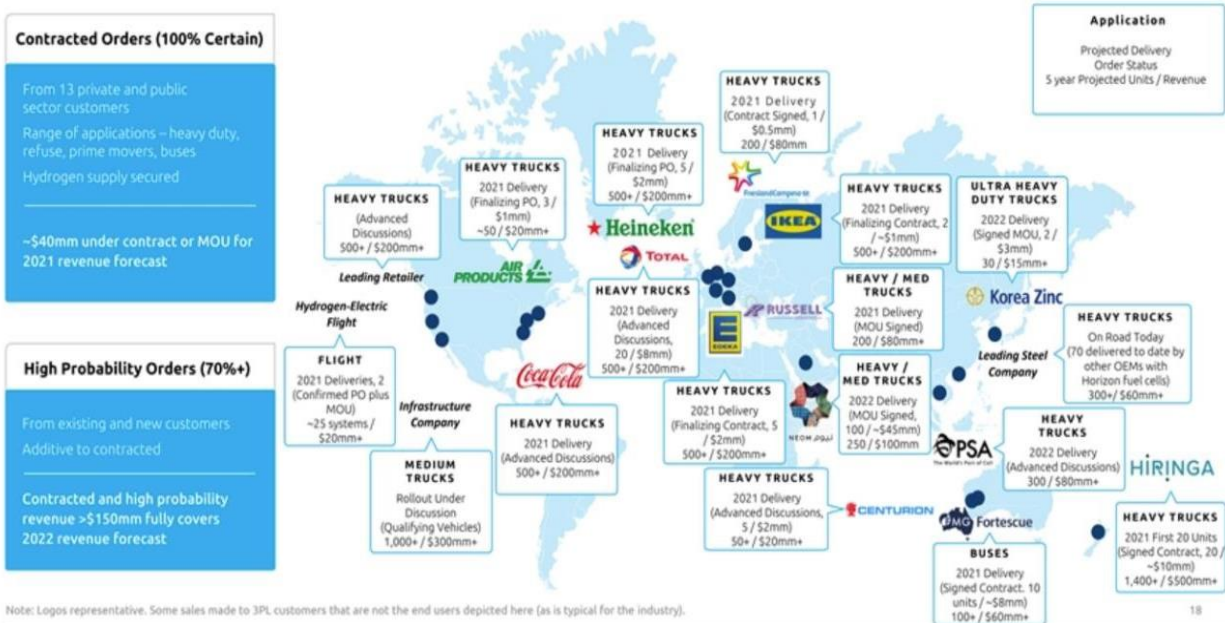 Contracted Orders (100% Certain)
From 13 private and public
sector customers
Range of applications – heavy duty,
refuse, prime movers, buses
Hydrogen supply secured
~$40mm under contract or MOU for
2021 revenue forecast
High Probability Orders (70%+)
From existing and new customers
Additive to contracted
Contracted and high probability
revenue >$150mm fully covers
2022 revenue forecast
Application
Projected Delivery
Order Status
5 year Projected Units / Revenue
HEAVY TRUCKS
(Advanced
Discussions)
500+ / $200mm+
Leading Retailer
Hydrogen-Electric
Flight
FLIGHT
2021 Deliveries, 2
(Confirmed PO plus
MOU)
~25 systems /
$20mm+
Infrastructure
Company
MEDIUM
TRUCKS
Rollout Under
Discussion
(Qualifying Vehicles)
1,000+ / $300mm+
HEAVY TRUCKS
2021 Delivery
(Finalizing PO, 3 /
$1mm)
~50 / $20mm+
AIR
PRODUCTS
Coca-Cola
HEAVY TRUCKS
2021 Delivery
(Advanced Discussions)
500+ / $200mm+
HEAVY TRUCKS
2021 Delivery
(Finalizing PO, 5 /
$2mm)
500+ / $200mm+
Heineken
TOTAL
HEAVY TRUCKS
2021 Delivery
(Advanced
Discussions,
20 / $8mm)
500+ / $200mm+
HEAVY TRUCKS
2021 Delivery
(Contract Signed, 1 /
$0.5mm)
200 / $80mm
IKEA
HEAVY TRUCKS
2021 Delivery
(Finalizing Contract, 2
/ ~$1mm)
500+ / $200mm+
E
EDEKA
HEAVY TRUCKS
2021 Delivery
(Finalizing Contract, 5
/ $2mm)
500+ / $200mm+
RUSSELL
HEAVY / MED
TRUCKS
2021 Delivery
(MOU Signed)
200 / $80mm+
NEOM نيوم
HEAVY /
MED TRUCKS
2022 Delivery
(MOU Signed,
100 / ~$45mm)
250 / $100mm
HEAVY TRUCKS
2021 Delivery
(Advanced Discussions,
5 / $2mm)
50+ / $20mm+
CENTURION
ULTRA HEAVY
DUTY TRUCKS
2022 Delivery
(Signed MOU, 2 /
$3mm)
30 / $15mm+
Korea Zinc
Leading Steel
Company
HEAVY TRUCKS
On Road Today
(70 delivered to date by
other OEMs with
Horizon fuel cells)
300+ / $60mm+
PSA
The World's Port of Call
HEAVY
TRUCKS
2022 Delivery
(Advanced Discussions)
300 / $80mm+
FMG Fortescue
BUSES
2021 Delivery
(Signed Contract. 10
units / ~$8mm)
100+ / $60mm+
HIRINGA
HEAVY TRUCKS
2021 First 20 Units
(Signed Contract, 20 /
~$10mm)
1,400+ / $500mm+
Note: Logos representative. Some sales made to 3PL customers that are not the end users depicted here (as is typical for the industry).
18